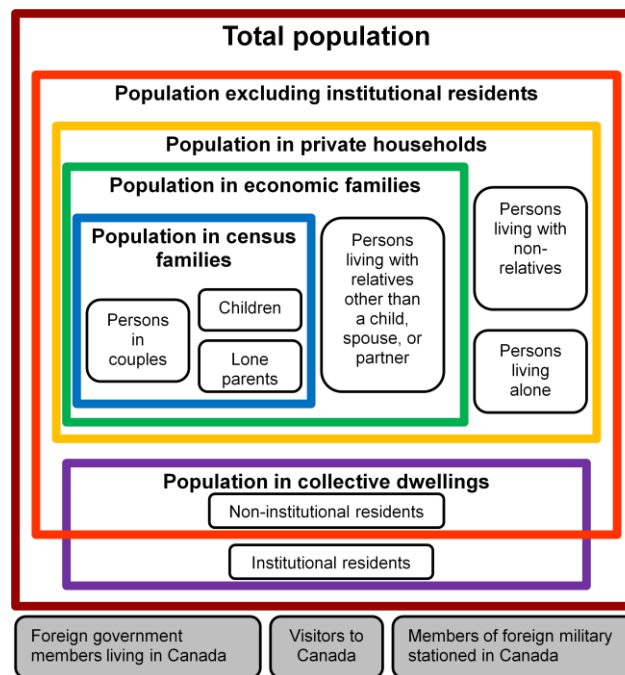 Total population
Population excluding institutional residents
Population in private households
Population in economic families
Population in census
families
Persons
in
couples
Children
Lone
parents
Persons
living with
relatives
other than
a child,
spouse, or
partner
Persons
living with
non-
relatives
Persons
living
alone
Population in collective dwellings
Non-institutional residents
Institutional residents
Foreign government
members living in Canada
Visitors to
Canada
Members of foreign military
stationed in Canada